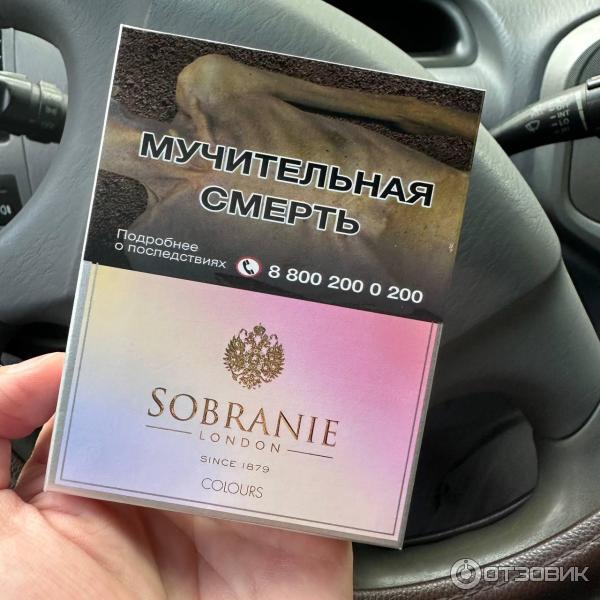 МУЧИТЕЛЬНАЯ
СМЕРТЬ
Подробнее
о последствиях
8 800 200 0 200
SOBRANIE
LONDON
SINCE 1879
COLOURS
ОТЗОВИК